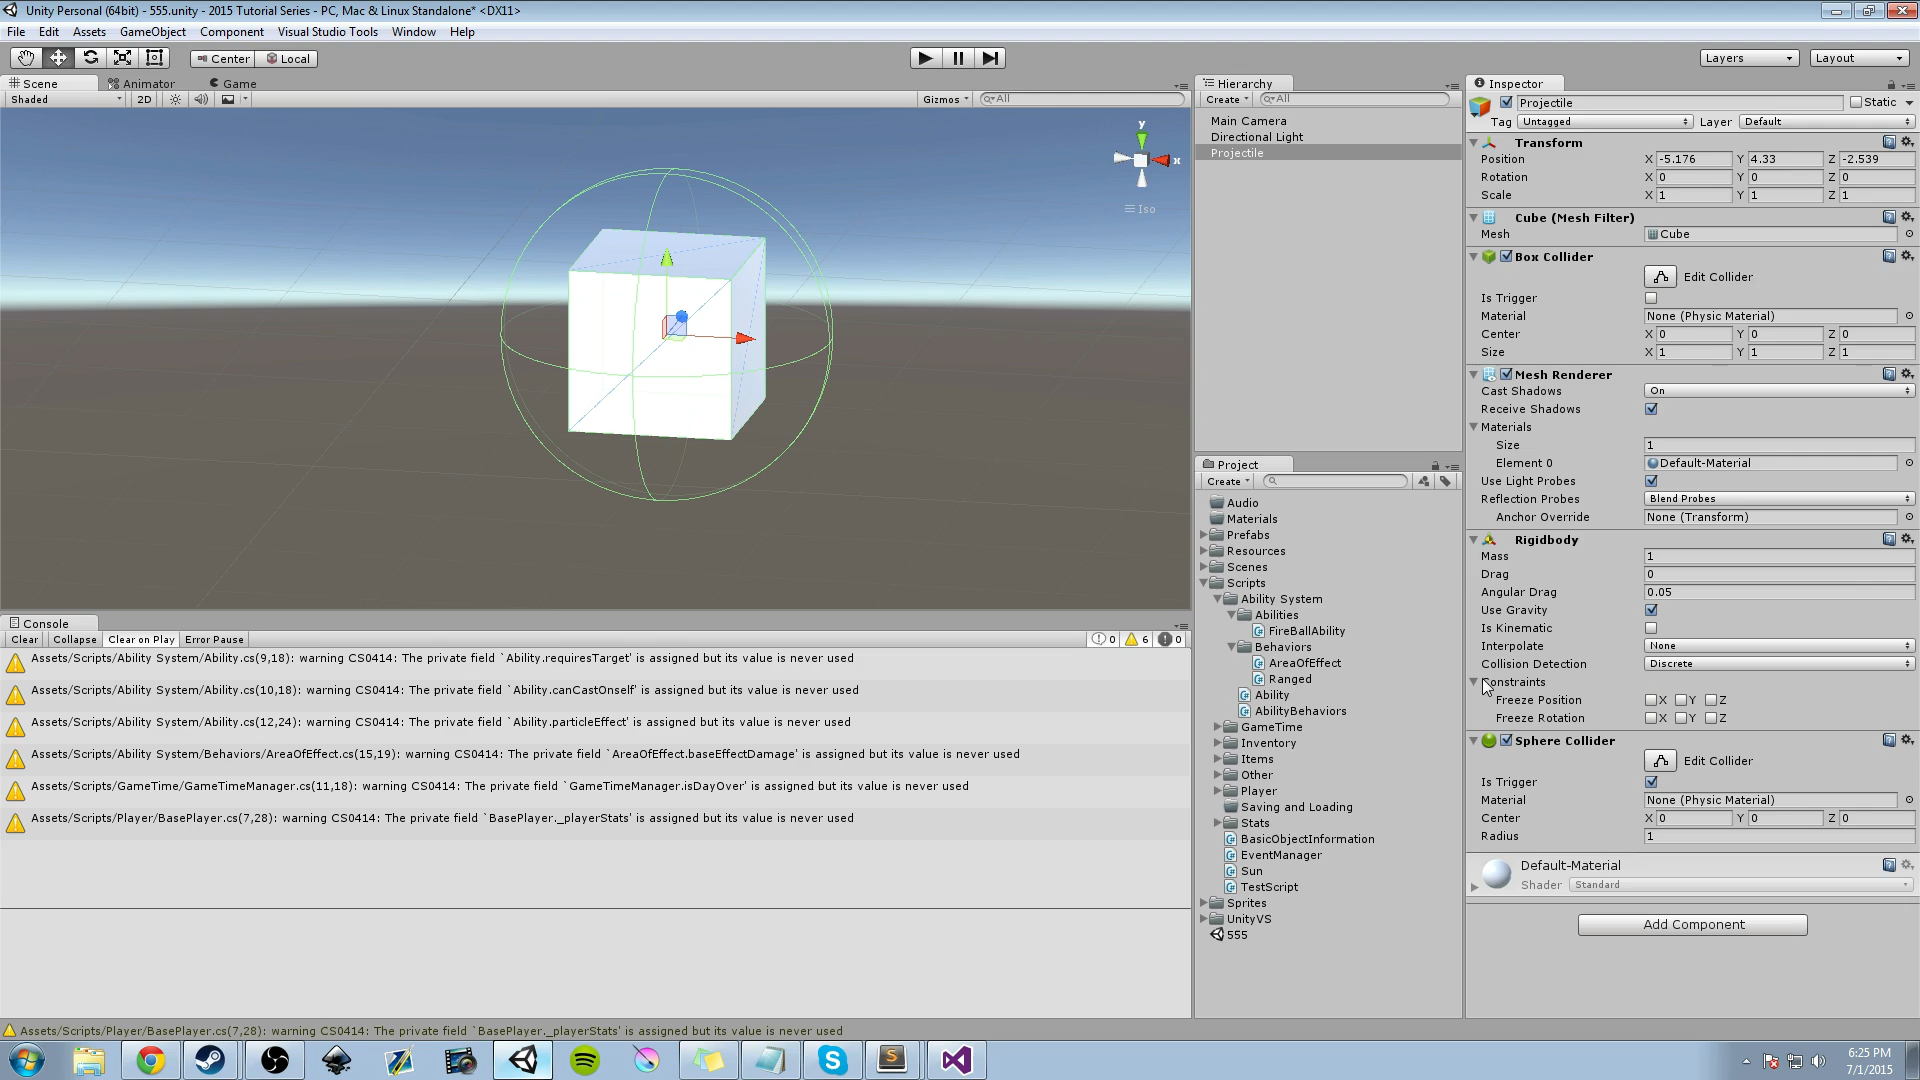 Unity Personal (64bit) - 555.unity - 2015 Tutorial Series - PC, Mac & Linux Standalone* <DX11>
File Edit Assets GameObject Component Visual Studio Tools Window Help
Center Local
Layers Layout
Scene Animator Game
Shaded 2D Gizmos All
y
x
Iso
Hierarchy
Create All
Main Camera
Directional Light
Projectile
Project
Create
Audio
Materials
Prefabs
Resources
Scenes
Scripts
Ability System
Abilities
FireBallAbility
Behaviors
AreaOfEffect
Ranged
Ability
AbilityBehaviors
GameTime
Inventory
Items
Other
Player
Saving and Loading
Stats
BasicObjectInformation
EventManager
Sun
TestScript
Sprites
UnityVS
555
Inspector
Projectile Static
Tag Untagged Layer Default
Transform
Position X -5.176 Y 4.33 Z -2.539
Rotation X 0 Y 0 Z 0
Scale X 1 Y 1 Z 1
Cube (Mesh Filter)
Mesh Cube
Box Collider
Edit Collider
Is Trigger
Material None (Physic Material)
Center X 0 Y 0 Z 0
Size X 1 Y 1 Z 1
Mesh Renderer
Cast Shadows On
Receive Shadows
Materials
Size 1
Element 0 Default-Material
Use Light Probes
Reflection Probes Blend Probes
Anchor Override None (Transform)
Rigidbody
Mass 1
Drag 0
Angular Drag 0.05
Use Gravity
Is Kinematic
Interpolate None
Collision Detection Discrete
Constraints
Freeze Position X Y Z
Freeze Rotation X Y Z
Sphere Collider
Edit Collider
Is Trigger
Material None (Physic Material)
Center X 0 Y 0 Z 0
Radius 1
Default-Material
Shader Standard
Add Component
Console
Clear Collapse Clear on Play Error Pause 0 6 0
Assets/Scripts/Ability System/Ability.cs(9,18): warning CS0414: The private field `Ability.requiresTarget' is assigned but its value is never used
Assets/Scripts/Ability System/Ability.cs(10,18): warning CS0414: The private field `Ability.canCastOnself' is assigned but its value is never used
Assets/Scripts/Ability System/Ability.cs(12,24): warning CS0414: The private field `Ability.particleEffect' is assigned but its value is never used
Assets/Scripts/Ability System/Behaviors/AreaOfEffect.cs(15,19): warning CS0414: The private field `AreaOfEffect.baseEffectDamage' is assigned but its value is never used
Assets/Scripts/GameTime/GameTimeManager.cs(11,18): warning CS0414: The private field `GameTimeManager.isDayOver' is assigned but its value is never used
Assets/Scripts/Player/BasePlayer.cs(7,28): warning CS0414: The private field `BasePlayer._playerStats' is assigned but its value is never used
Assets/Scripts/Player/BasePlayer.cs(7,28): warning CS0414: The private field `BasePlayer._playerStats' is assigned but its value is never used
6:25 PM
7/1/2015